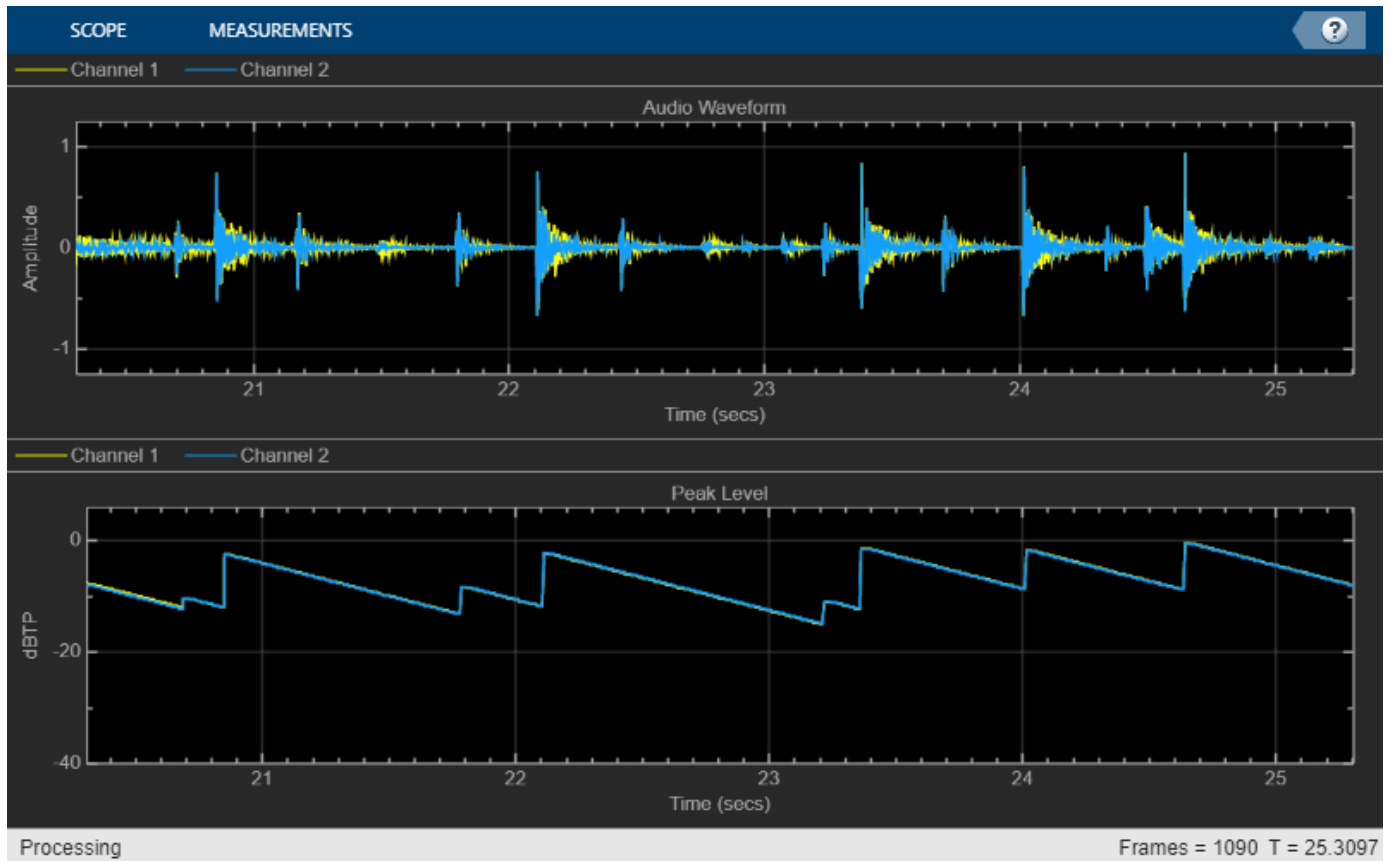 SCOPE MEASUREMENTS ?
Channel 1 Channel 2
Audio Waveform
1
0
-1
Amplitude
21 22 23 24 25
Time (secs)
Channel 1 Channel 2
Peak Level
0
-20
-40
dBTP
21 22 23 24 25
Time (secs)
Processing Frames = 1090 T = 25.3097